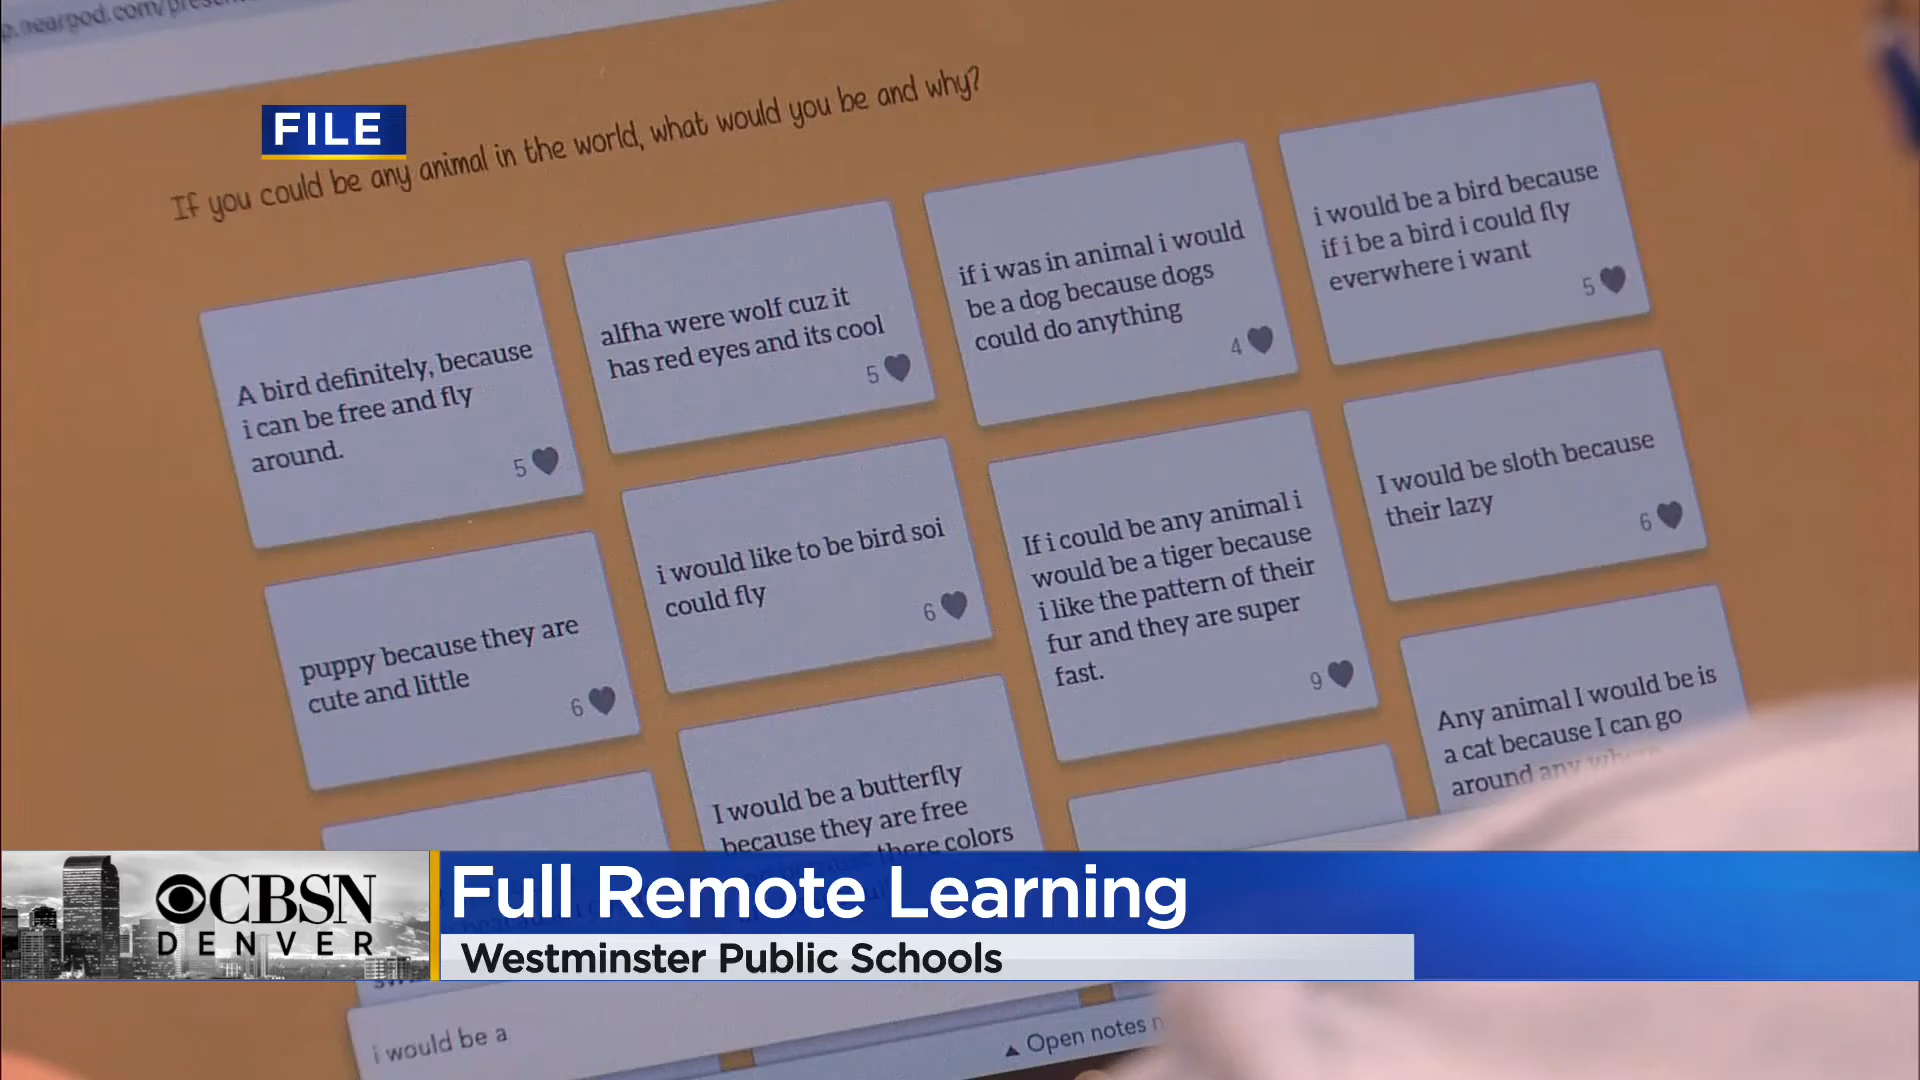 nearpod.com/
FILE
If you could be any animal in the world, what would you be and why?
A bird definitely, because
i can be free and fly
around.
5
alfha were wolf cuz it
has red eyes and its cool
5
if i was in animal i would
be a dog because dogs
could do anything
4
i would be a bird because
if i be a bird i could fly
everwhere i want
5
puppy because they are
cute and little
6
i would like to be bird soi
could fly
6
If i could be any animal i
would be a tiger because
i like the pattern of their
fur and they are super
fast.
9
I would be sloth because
their lazy
6
I would be a butterfly
because they are free
there colors
Any animal I would be is
a cat because I can go
around any where
i would be a
Open notes
CBSN
DENVER
Full Remote Learning
Westminster Public Schools